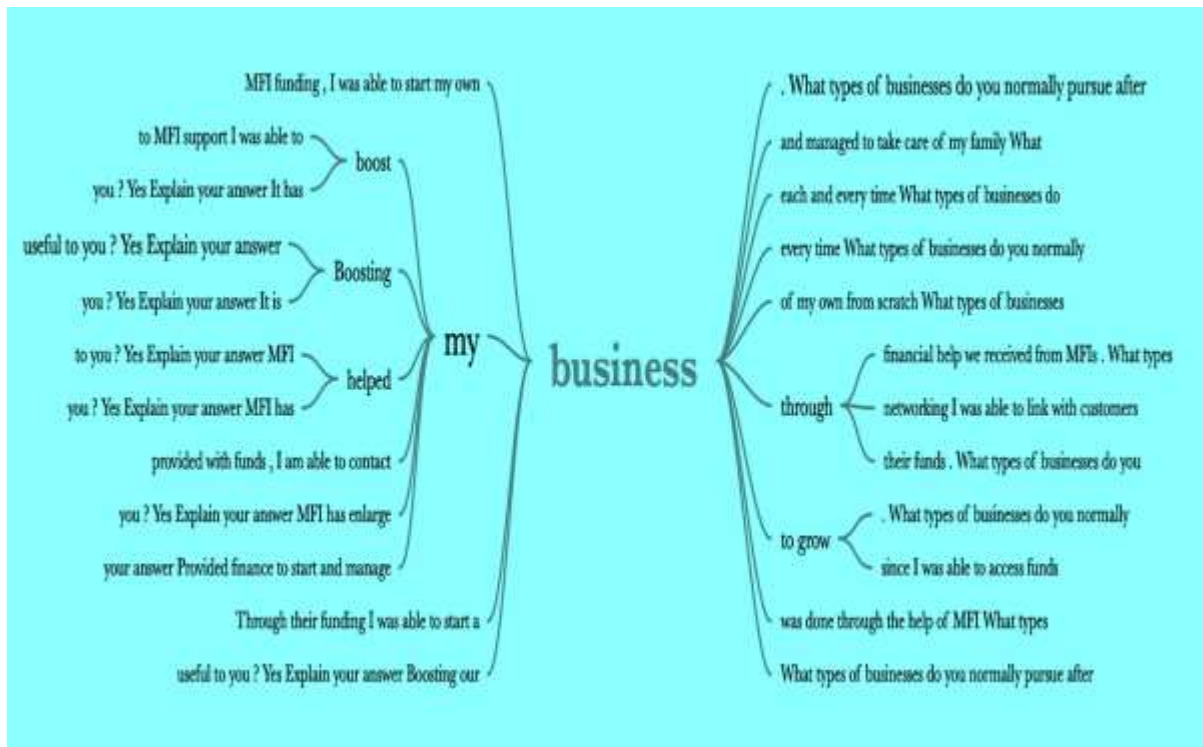 MFI funding , I was able to start my own
to MFI support I was able to
boost
you ? Yes Explain your answer It has
useful to you ? Yes Explain your answer
Boosting
you ? Yes Explain your answer It is
my
to you ? Yes Explain your answer MFI
helped
you ? Yes Explain your answer MFI has
provided with funds , I am able to contact
you ? Yes Explain your answer MFI has enlarge
your answer Provided finance to start and manage
Through their funding I was able to start a
useful to you ? Yes Explain your answer Boosting our
business
. What types of businesses do you normally pursue after
and managed to take care of my family What
each and every time What types of businesses do
every time What types of businesses do you normally
of my own from scratch What types of businesses
through
financial help we received from MFIs . What types
networking I was able to link with customers
their funds . What types of businesses do you
to grow
. What types of businesses do you normally
since I was able to access funds
was done through the help of MFI What types
What types of businesses do you normally pursue after